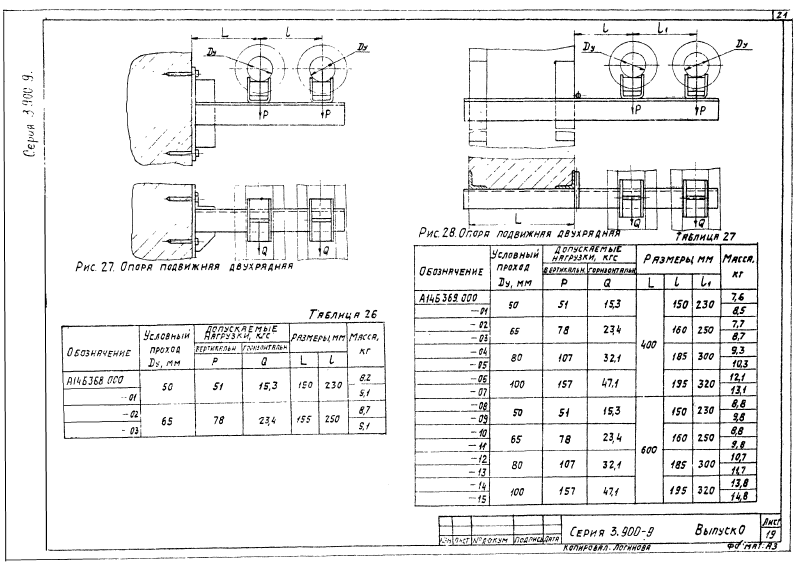 21
Серия 3.900-9.
L
l
Dу
Dу
P
P
Q
Q
Рис. 27. Опора подвижная двухрядная
l
l1
Dу
Dу
P
P
L
Q
Q
Рис. 28. Опора подвижная двухрядная
Таблица 26
Обозначение | Условный проход Dу, мм | Допускаемые нагрузки, кгс | Размеры, мм | Масса, кг
вертикальн. | горизонтальн.
P | Q | L | l
А14Б368.000 | 50 | 51 | 15,3 | 150 | 230 | 8,2
-01 | 5,1
-02 | 65 | 78 | 23,4 | 155 | 250 | 8,7
-03 | 5,1
Таблица 27
Обозначение | Условный проход Dу, мм | Допускаемые нагрузки, кгс | Размеры, мм | Масса, кг
вертикальн. | горизонтальн.
P | Q | L | l | l1
А14Б369.000 | 50 | 51 | 15,3 | 400 | 150 | 230 | 7,6
-01 | 8,5
-02 | 65 | 78 | 23,4 | 160 | 250 | 7,7
-03 | 8,7
-04 | 80 | 107 | 32,1 | 185 | 300 | 9,3
-05 | 10,3
-06 | 100 | 157 | 47,1 | 195 | 320 | 12,1
-07 | 13,1
-08 | 50 | 51 | 15,3 | 600 | 150 | 230 | 8,8
-09 | 9,8
-10 | 65 | 78 | 23,4 | 160 | 250 | 8,8
-11 | 9,8
-12 | 80 | 107 | 32,1 | 185 | 300 | 10,7
-13 | 11,7
-14 | 100 | 157 | 47,1 | 195 | 320 | 13,8
-15 | 14,8
Изм Лист № докум Подпись Дата
Серия 3.900-9 Выпуск 0
Лист
19
Копировал: Логинова
Формат: А3